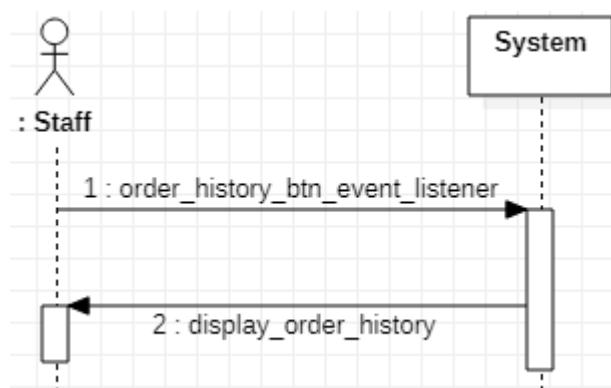 System
: Staff
1 : order_history_btn_event_listener
2 : display_order_history